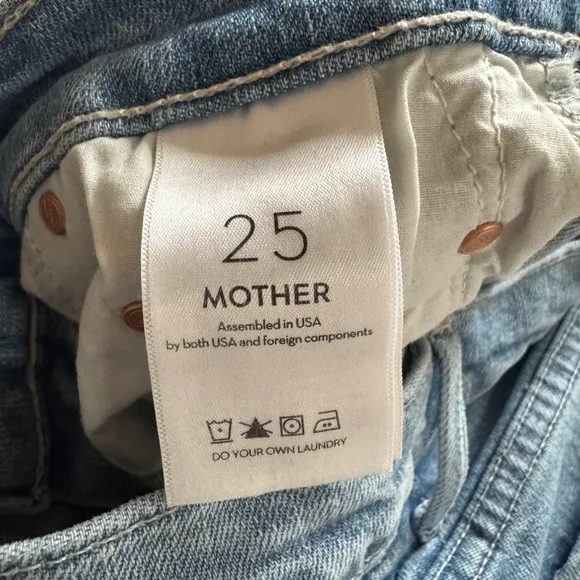 25
MOTHER
Assembled in USA
by both USA and foreign components
DO YOUR OWN LAUNDRY